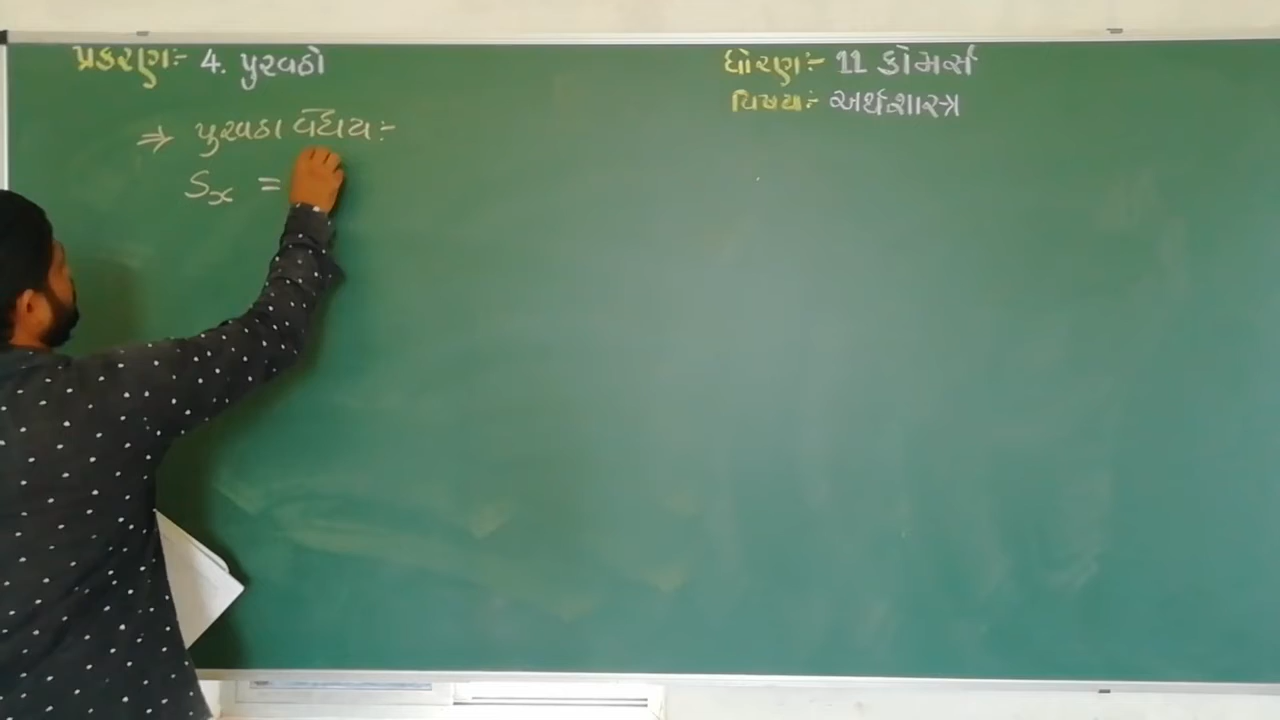 પ્રકરણ:- 4. પુરવઠો
ધોરણ:- 11 કોમર્સ
વિષય:- અર્થશાસ્ત્ર
⇒ પુરવઠા વિધેય:-
Sx =